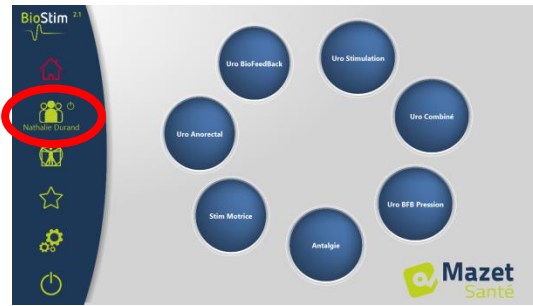 BioStim 2.1
Nathalie Durand
Uro BioFeedBack
Uro Stimulation
Uro Combiné
Uro BFB Pression
Antalgie
Stim Motrice
Uro Anorectal
Mazet
Santé